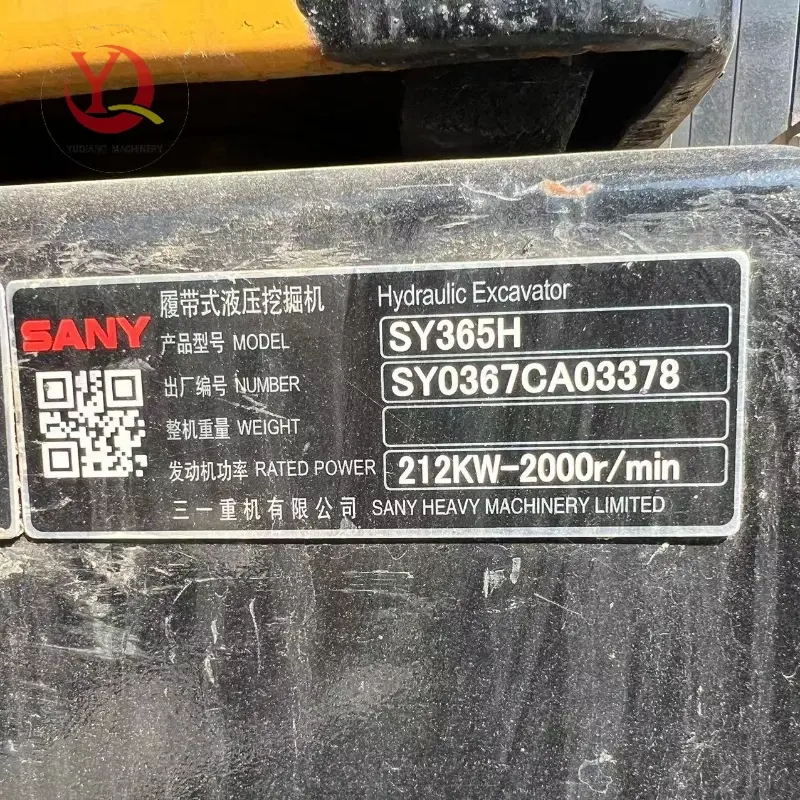 YUQIANG MACHINERY
履带式液压挖掘机 Hydraulic Excavator
SANY
产品型号 MODEL SY365H
出厂编号 NUMBER SY0367CA03378
整机重量 WEIGHT
发动机功率 RATED POWER 212KW-2000r/min
三一重机有限公司 SANY HEAVY MACHINERY LIMITED